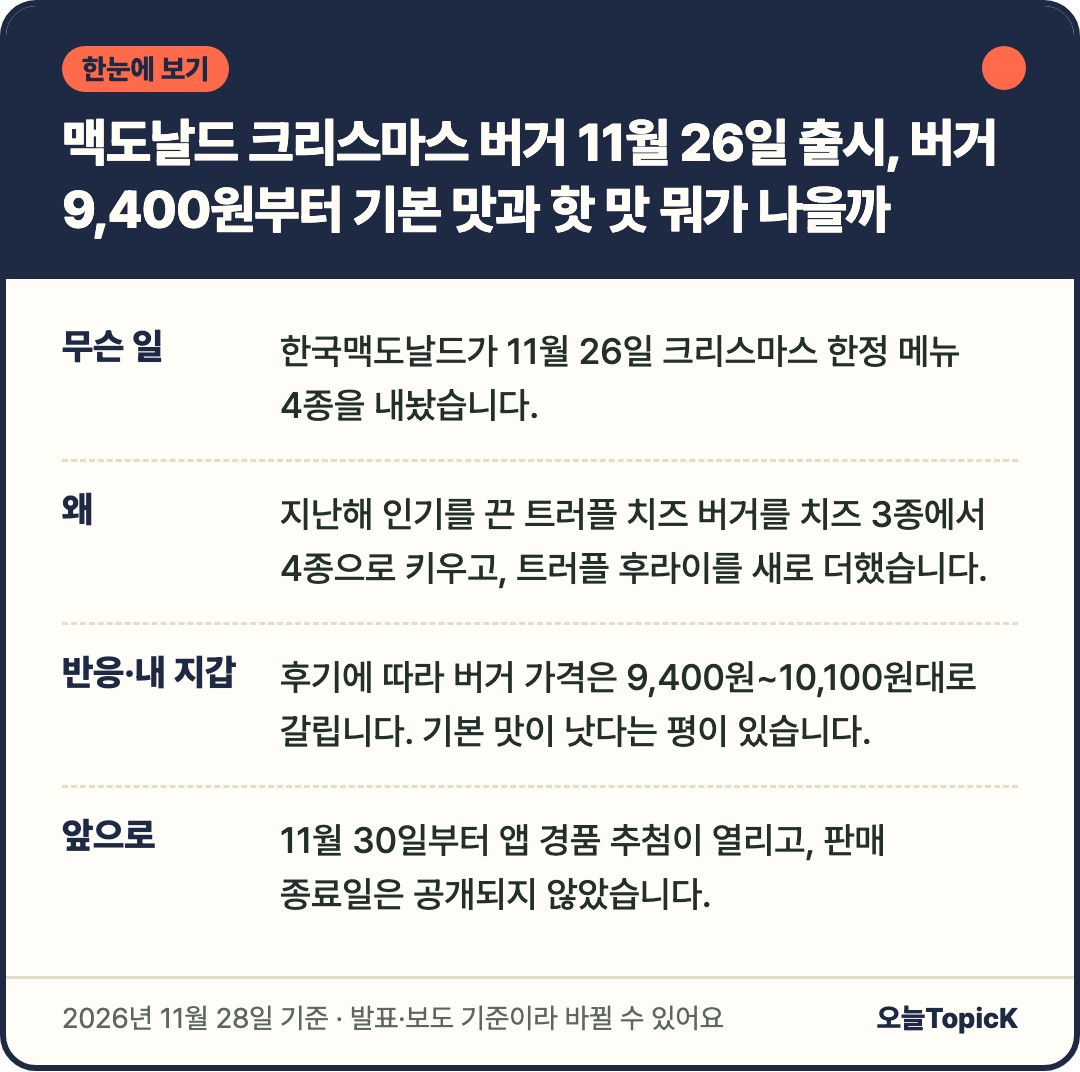 한눈에 보기
맥도날드 크리스마스 버거 11월 26일 출시, 버거
9,400원부터 기본 맛과 핫 맛 뭐가 나을까
무슨 일
한국맥도날드가 11월 26일 크리스마스 한정 메뉴
4종을 내놨습니다.
왜
지난해 인기를 끈 트러플 치즈 버거를 치즈 3종에서
4종으로 키우고, 트러플 후라이를 새로 더했습니다.
반응·내 지갑
후기에 따라 버거 가격은 9,400원~10,100원대로
갈립니다. 기본 맛이 낫다는 평이 있습니다.
앞으로
11월 30일부터 앱 경품 추첨이 열리고, 판매
종료일은 공개되지 않았습니다.
2026년 11월 28일 기준 · 발표·보도 기준이라 바뀔 수 있어요
오늘TopicK